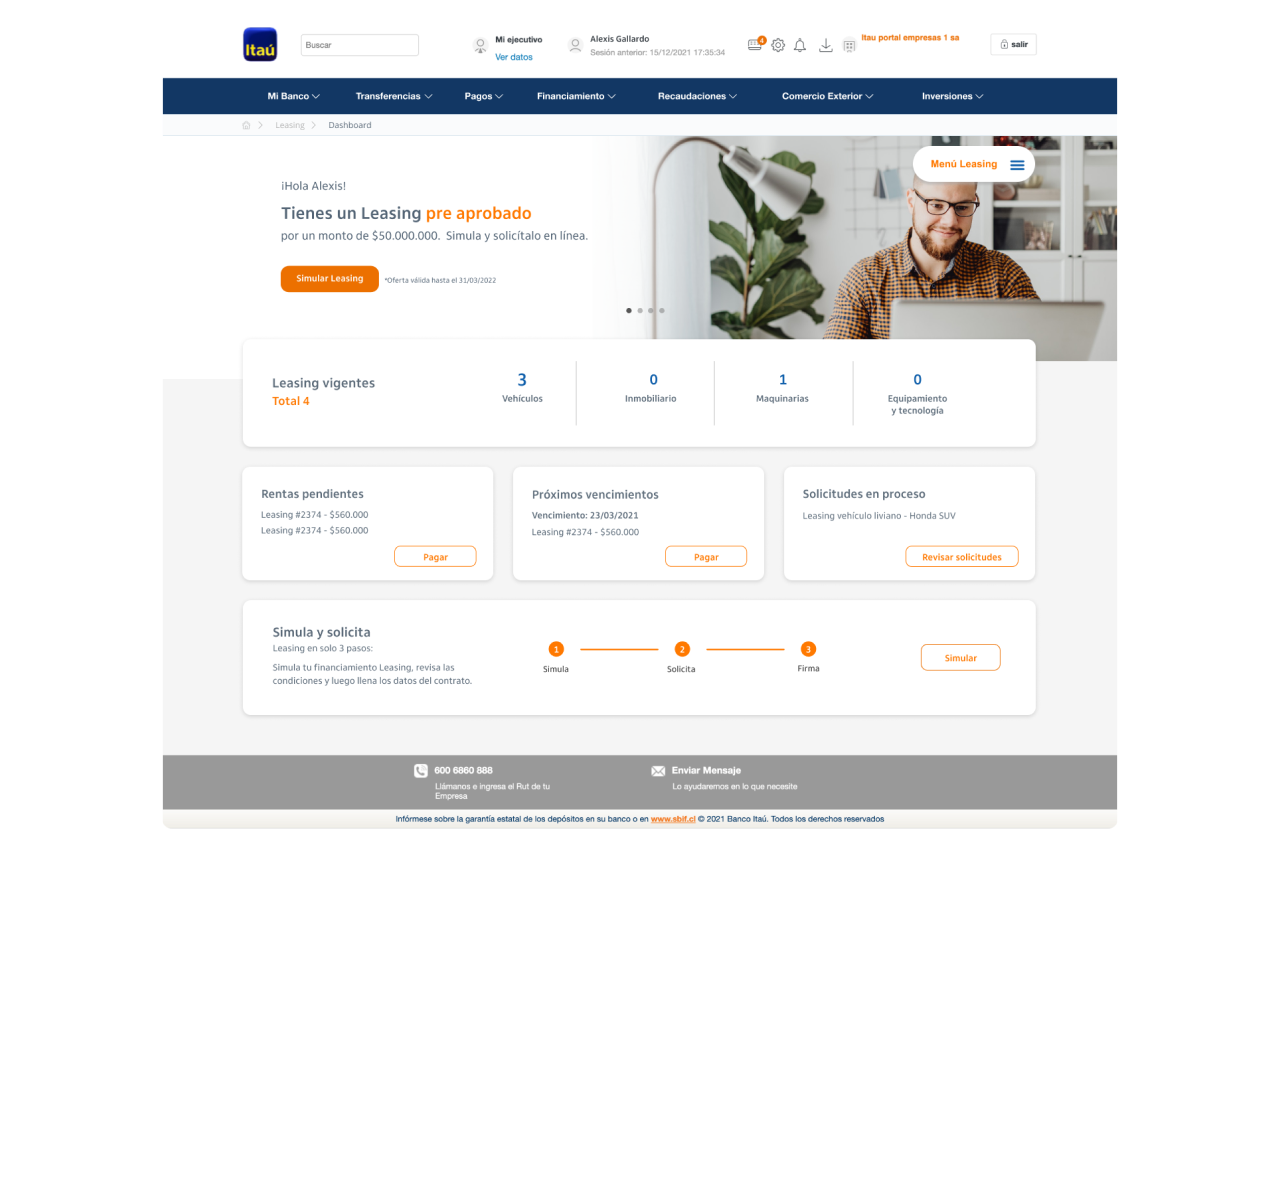 Itaú
Buscar
Mi ejecutivo
Ver datos
Alexis Gallardo
Sesión anterior: 15/12/2021 17:35:34
4
Itau portal empresas 1 sa
salir
Mi Banco
Transferencias
Pagos
Financiamiento
Recaudaciones
Comercio Exterior
Inversiones
Leasing
Dashboard
Menú Leasing
¡Hola Alexis!
Tienes un Leasing pre aprobado
por un monto de $50.000.000. Simula y solicítalo en línea.
Simular Leasing
*Oferta válida hasta el 31/03/2022
Leasing vigentes
Total 4
3
Vehículos
0
Inmobiliario
1
Maquinarias
0
Equipamiento
y tecnología
Rentas pendientes
Leasing #2374 - $560.000
Leasing #2374 - $560.000
Pagar
Próximos vencimientos
Vencimiento: 23/03/2021
Leasing #2374 - $560.000
Pagar
Solicitudes en proceso
Leasing vehículo liviano - Honda SUV
Revisar solicitudes
Simula y solicita
Leasing en solo 3 pasos:
Simula tu financiamiento Leasing, revisa las
condiciones y luego llena los datos del contrato.
1
Simula
2
Solicita
3
Firma
Simular
600 6860 888
Llámanos e ingresa el Rut de tu
Empresa
Enviar Mensaje
Lo ayudaremos en lo que necesite
Infórmese sobre la garantía estatal de los depósitos en su banco o en www.sbif.cl © 2021 Banco Itaú. Todos los derechos reservados